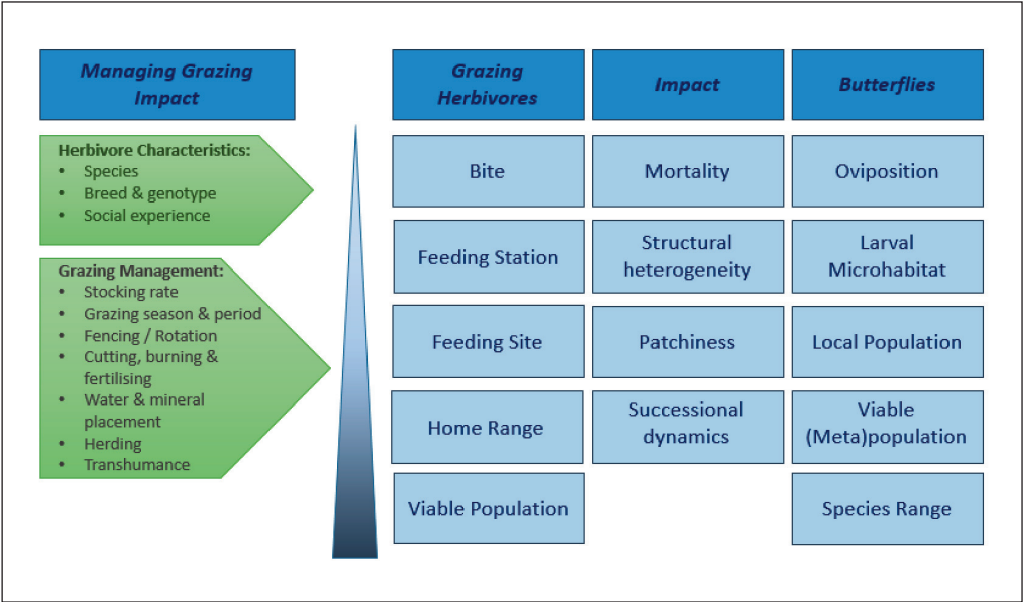 Managing Grazing
Impact
Herbivore Characteristics:
• Species
• Breed & genotype
• Social experience
Grazing Management:
• Stocking rate
• Grazing season & period
• Fencing / Rotation
• Cutting, burning &
fertilising
• Water & mineral
placement
• Herding
• Transhumance
Grazing
Herbivores
Bite
Feeding Station
Feeding Site
Home Range
Viable Population
Impact
Mortality
Structural
heterogeneity
Patchiness
Successional
dynamics
Butterflies
Oviposition
Larval
Microhabitat
Local Population
Viable
(Meta)population
Species Range